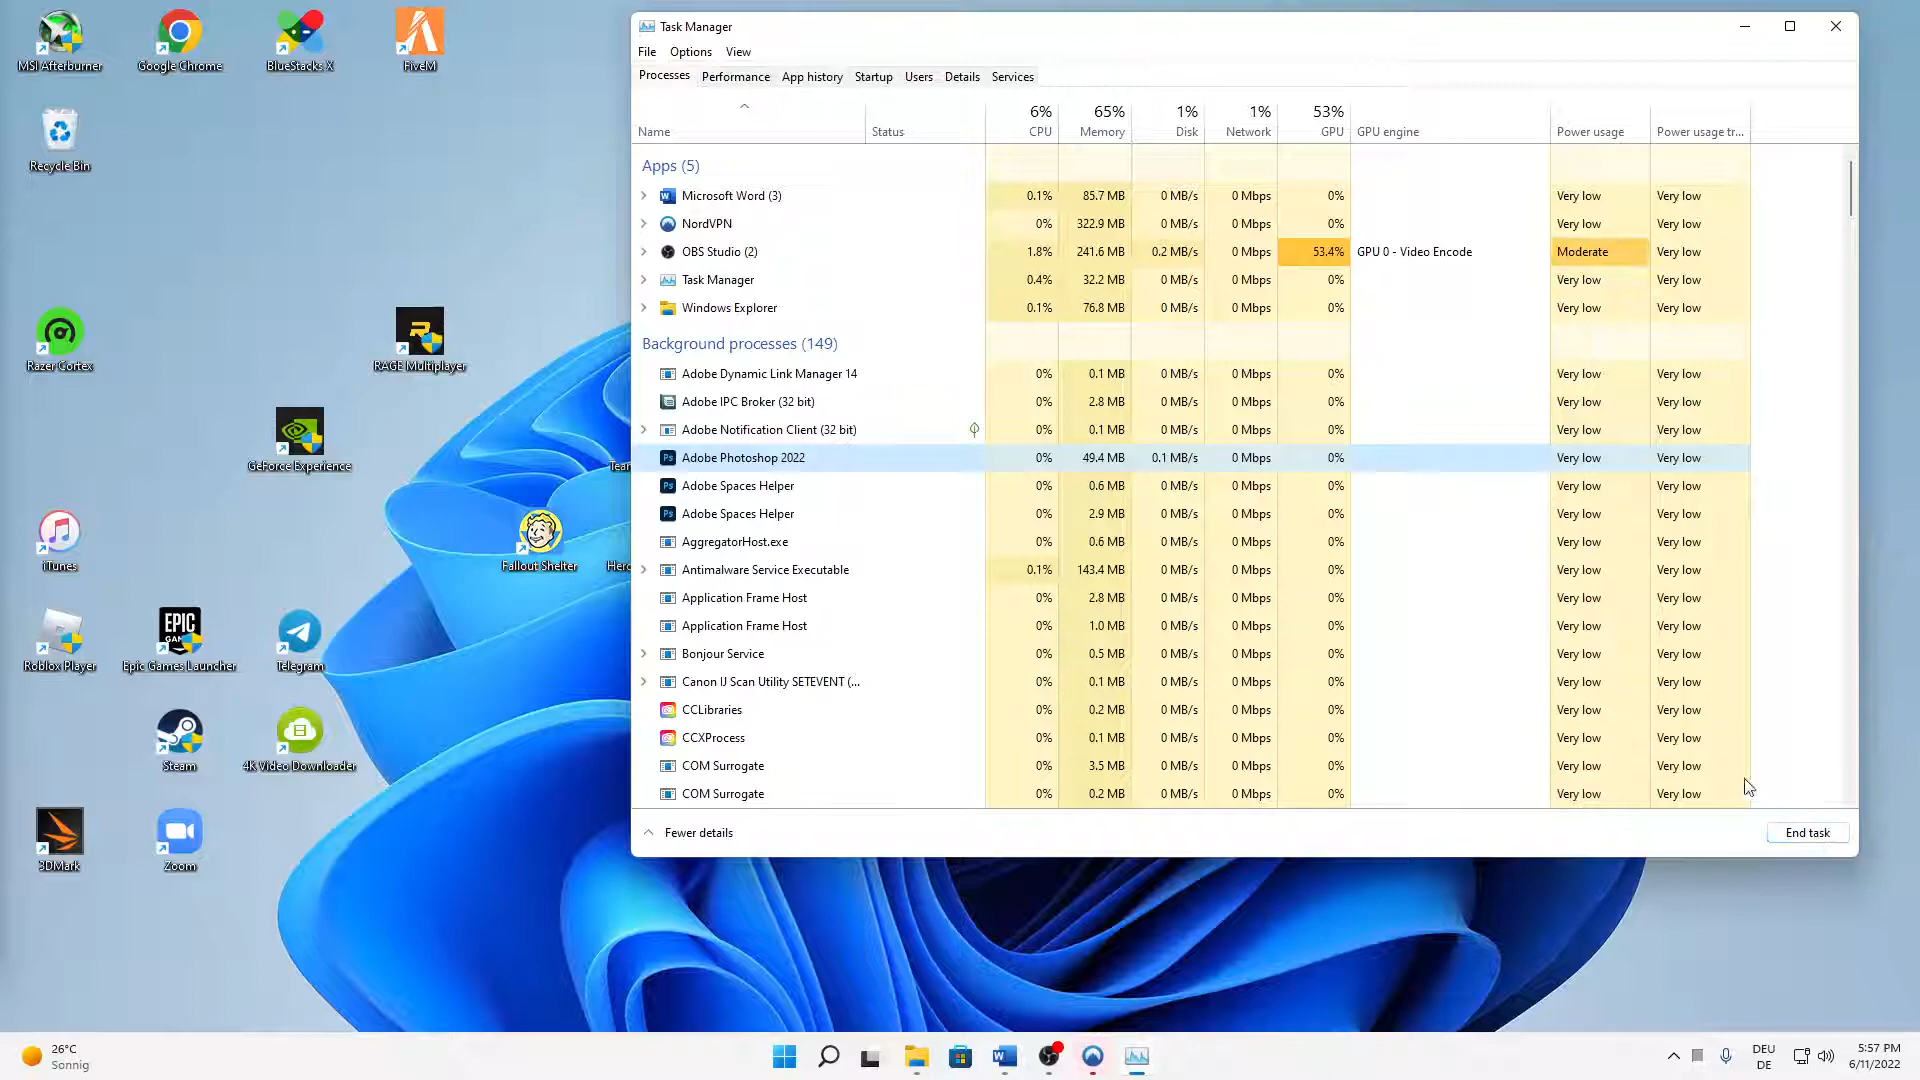 MSI Afterburner
Google Chrome
BlueStacks X
FiveM
Recycle Bin
Razer Cortex
RAGE Multiplayer
GeForce Experience
Tear
iTunes
Fallout Shelter
Hero
Roblox Player
EPIC
GAMES
Epic Games Launcher
Telegram
Steam
4K Video Downloader
3DMark
Zoom
Task Manager
File Options View
Processes Performance App history Startup Users Details Services
6% 65% 1% 1% 53%
Name Status CPU Memory Disk Network GPU GPU engine Power usage Power usage tr...
Apps (5)
Microsoft Word (3) 0.1% 85.7 MB 0 MB/s 0 Mbps 0% Very low Very low
NordVPN 0% 322.9 MB 0 MB/s 0 Mbps 0% Very low Very low
OBS Studio (2) 1.8% 241.6 MB 0.2 MB/s 0 Mbps 53.4% GPU 0 - Video Encode Moderate Very low
Task Manager 0.4% 32.2 MB 0 MB/s 0 Mbps 0% Very low Very low
Windows Explorer 0.1% 76.8 MB 0 MB/s 0 Mbps 0% Very low Very low
Background processes (149)
Adobe Dynamic Link Manager 14 0% 0.1 MB 0 MB/s 0 Mbps 0% Very low Very low
Adobe IPC Broker (32 bit) 0% 2.8 MB 0 MB/s 0 Mbps 0% Very low Very low
Adobe Notification Client (32 bit) 0% 0.1 MB 0 MB/s 0 Mbps 0% Very low Very low
Ps Adobe Photoshop 2022 0% 49.4 MB 0.1 MB/s 0 Mbps 0% Very low Very low
Ps Adobe Spaces Helper 0% 0.6 MB 0 MB/s 0 Mbps 0% Very low Very low
Ps Adobe Spaces Helper 0% 2.9 MB 0 MB/s 0 Mbps 0% Very low Very low
AggregatorHost.exe 0% 0.6 MB 0 MB/s 0 Mbps 0% Very low Very low
Antimalware Service Executable 0.1% 143.4 MB 0 MB/s 0 Mbps 0% Very low Very low
Application Frame Host 0% 2.8 MB 0 MB/s 0 Mbps 0% Very low Very low
Application Frame Host 0% 1.0 MB 0 MB/s 0 Mbps 0% Very low Very low
Bonjour Service 0% 0.5 MB 0 MB/s 0 Mbps 0% Very low Very low
Canon IJ Scan Utility SETEVENT (... 0% 0.1 MB 0 MB/s 0 Mbps 0% Very low Very low
CCLibraries 0% 0.2 MB 0 MB/s 0 Mbps 0% Very low Very low
CCXProcess 0% 0.1 MB 0 MB/s 0 Mbps 0% Very low Very low
COM Surrogate 0% 3.5 MB 0 MB/s 0 Mbps 0% Very low Very low
COM Surrogate 0% 0.2 MB 0 MB/s 0 Mbps 0% Very low Very low
Fewer details End task
26°C
Sonnig
DEU
DE
5:57 PM
6/11/2022